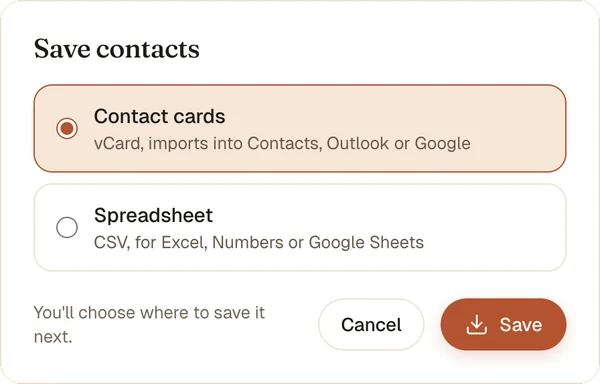 Save contacts
Contact cards
vCard, imports into Contacts, Outlook or Google
Spreadsheet
CSV, for Excel, Numbers or Google Sheets
You'll choose where to save it
next.
Cancel
Save